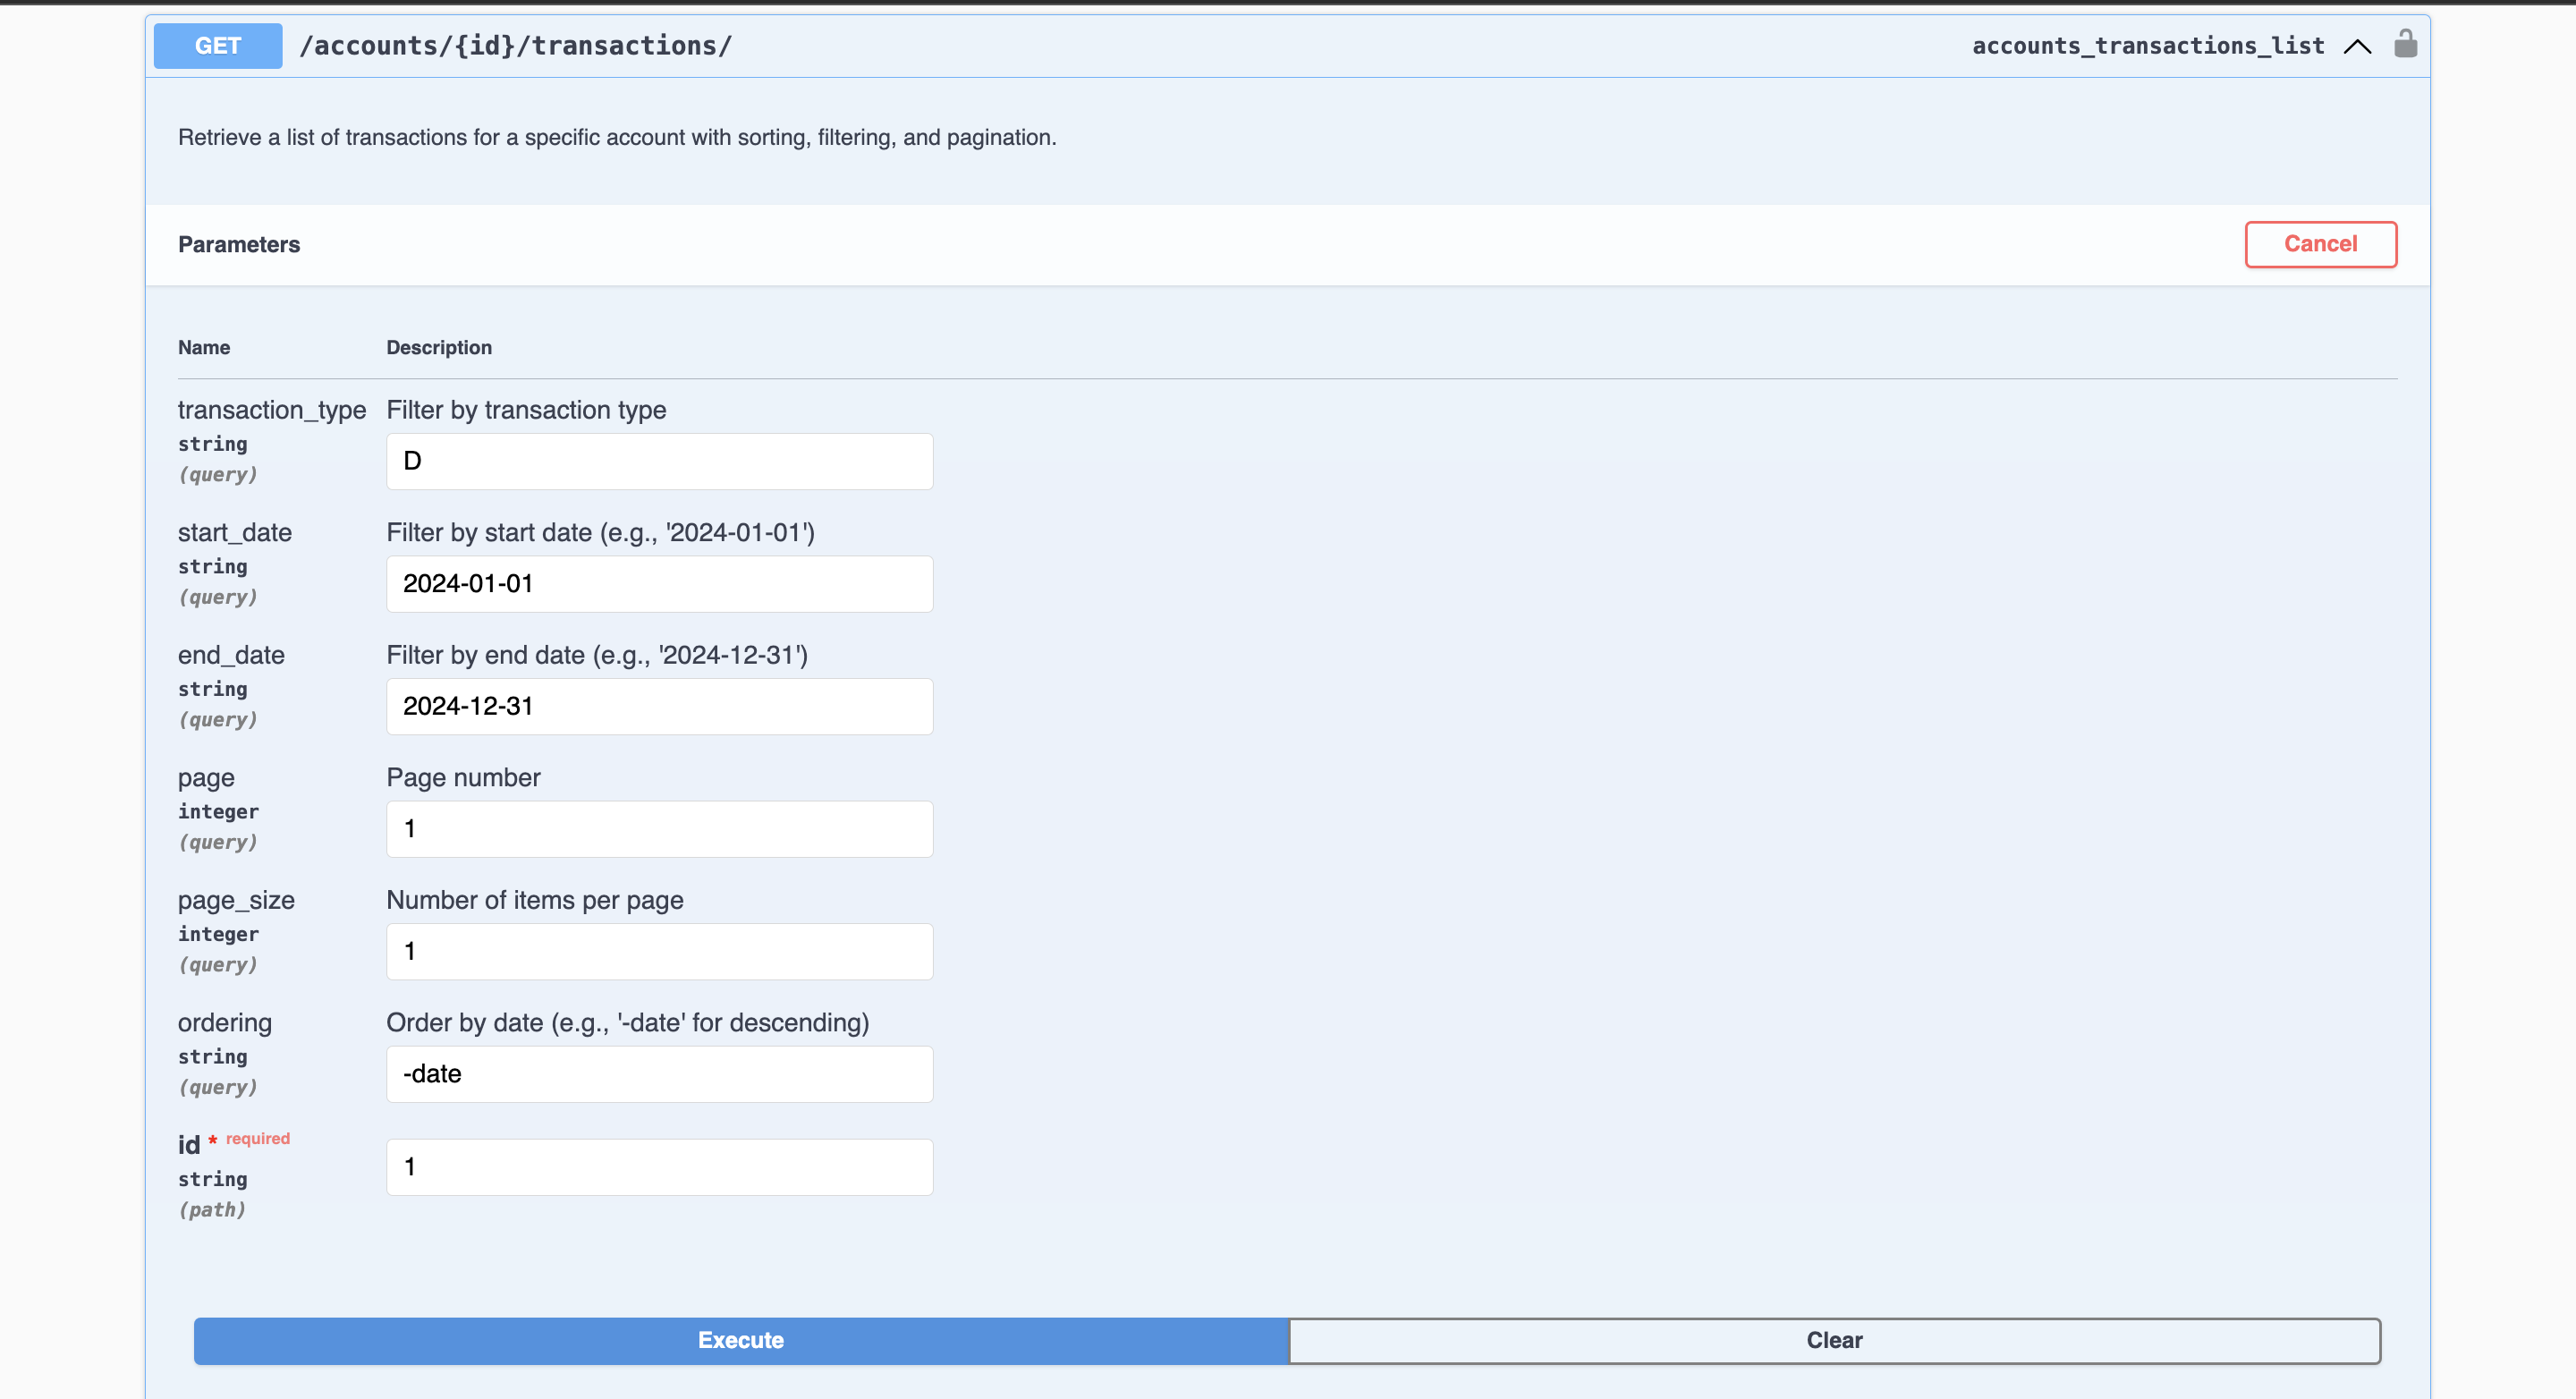 GET /accounts/{id}/transactions/ accounts_transactions_list
Retrieve a list of transactions for a specific account with sorting, filtering, and pagination.
Parameters Cancel
Name Description
transaction_type Filter by transaction type
string
(query)
D
start_date Filter by start date (e.g., '2024-01-01')
string
(query)
2024-01-01
end_date Filter by end date (e.g., '2024-12-31')
string
(query)
2024-12-31
page Page number
integer
(query)
1
page_size Number of items per page
integer
(query)
1
ordering Order by date (e.g., '-date' for descending)
string
(query)
-date
id * required
string
(path)
1
Execute Clear